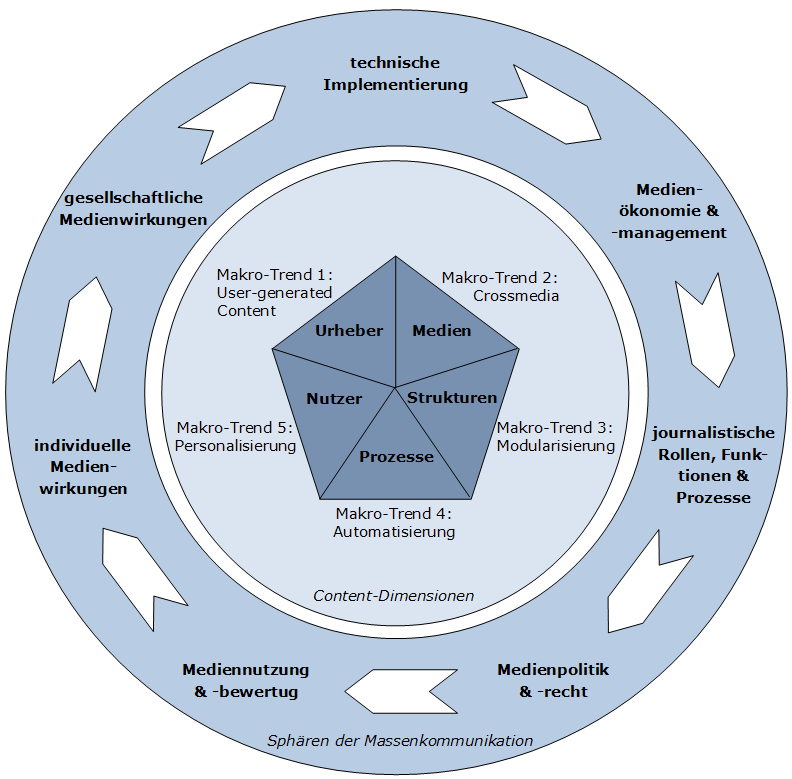 technische
Implementierung
Medien-
ökonomie &
-management
journalistische
Rollen, Funk-
tionen &
Prozesse
Medienpolitik
& -recht
Mediennutzung
& -bewertug
individuelle
Medien-
wirkungen
gesellschaftliche
Medienwirkungen
Makro-Trend 1:
User-generated
Content
Makro-Trend 2:
Crossmedia
Makro-Trend 3:
Modularisierung
Makro-Trend 4:
Automatisierung
Makro-Trend 5:
Personalisierung
Urheber
Medien
Strukturen
Prozesse
Nutzer
Content-Dimensionen
Sphären der Massenkommunikation